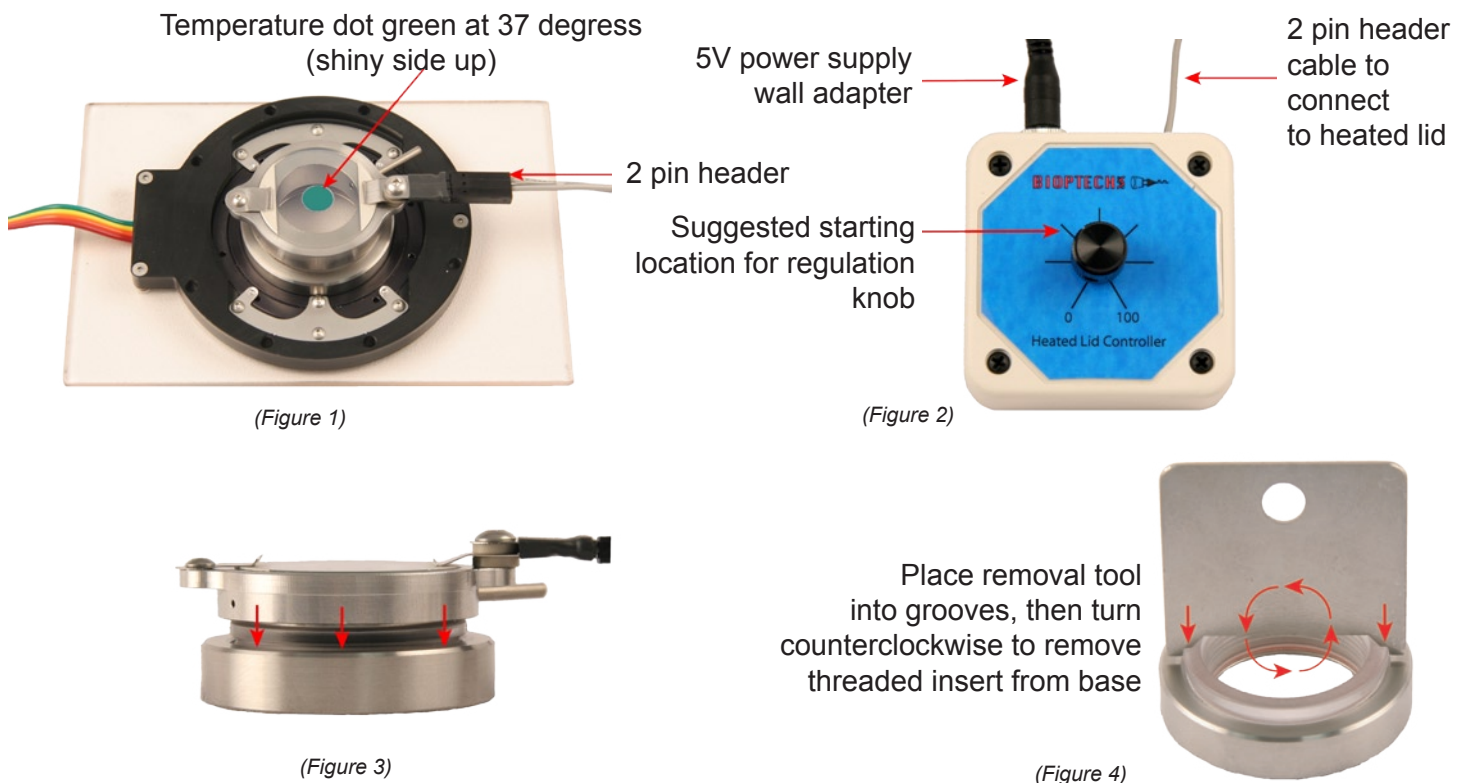 Temperature dot green at 37 degress
(shiny side up)
2 pin header
(Figure 1)
5V power supply
wall adapter
2 pin header
cable to
connect
to heated lid
Suggested starting
location for regulation
knob
BIOPTECHS
0
100
Heated Lid Controller
(Figure 2)
(Figure 3)
Place removal tool
into grooves, then turn
counterclockwise to remove
threaded insert from base
(Figure 4)